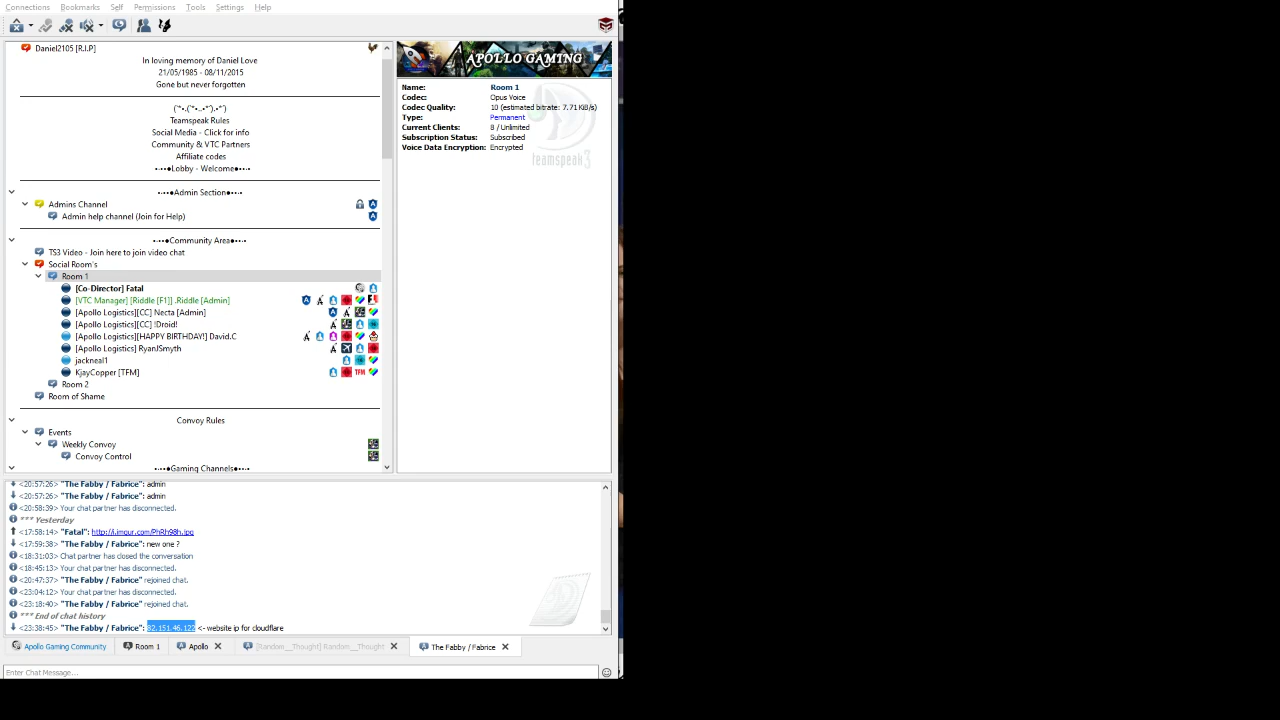 Connections Bookmarks Self Permissions Tools Settings Help
Daniel2105 [R.I.P]
In loving memory of Daniel Love
21/05/1985 - 08/11/2015
Gone but never forgotten
Teamspeak Rules
Social Media - Click for info
Community & VTC Partners
Affiliate codes
•-••●Lobby - Welcome●••-•
•-••●Admin Section●••-•
Admins Channel
Admin help channel (Join for Help)
•-••●Community Area●••-•
TS3 Video - Join here to join video chat
Social Room's
Room 1
[Co-Director] Fatal
[VTC Manager] [Riddle [F1]] .Riddle [Admin]
[Apollo Logistics][CC] Necta [Admin]
[Apollo Logistics][CC] !Droid!
[Apollo Logistics][HAPPY BIRTHDAY!] David.C
[Apollo Logistics] RyanJSmyth
jackneal1
KjayCopper [TFM]
TFM
Room 2
Room of Shame
Convoy Rules
Events
Weekly Convoy
Convoy Control
•-••●Gaming Channels●••-•
APOLLO GAMING
Name: Room 1
Codec: Opus Voice
Codec Quality: 10 (estimated bitrate: 7.71 KiB/s)
Type: Permanent
Current Clients: 8 / Unlimited
Subscription Status: Subscribed
Voice Data Encryption: Encrypted
teamspeak3
<20:57:26> "The Fabby / Fabrice": admin
<20:57:26> "The Fabby / Fabrice": admin
<20:58:39> Your chat partner has disconnected.
*** Yesterday
<17:58:14> "Fatal": http://i.imgur.com/PhRh98h.jpg
<17:59:38> "The Fabby / Fabrice": new one ?
<18:31:03> Chat partner has closed the conversation
<18:45:13> Your chat partner has disconnected.
<20:47:37> "The Fabby / Fabrice" rejoined chat.
<23:04:12> Your chat partner has disconnected.
<23:18:40> "The Fabby / Fabrice" rejoined chat.
*** End of chat history
<23:38:45> "The Fabby / Fabrice": 82.151.46.122 <- website ip for cloudflare
Apollo Gaming Community Room 1 Apollo [Random__Thought] Random__Thought The Fabby / Fabrice
Enter Chat Message...